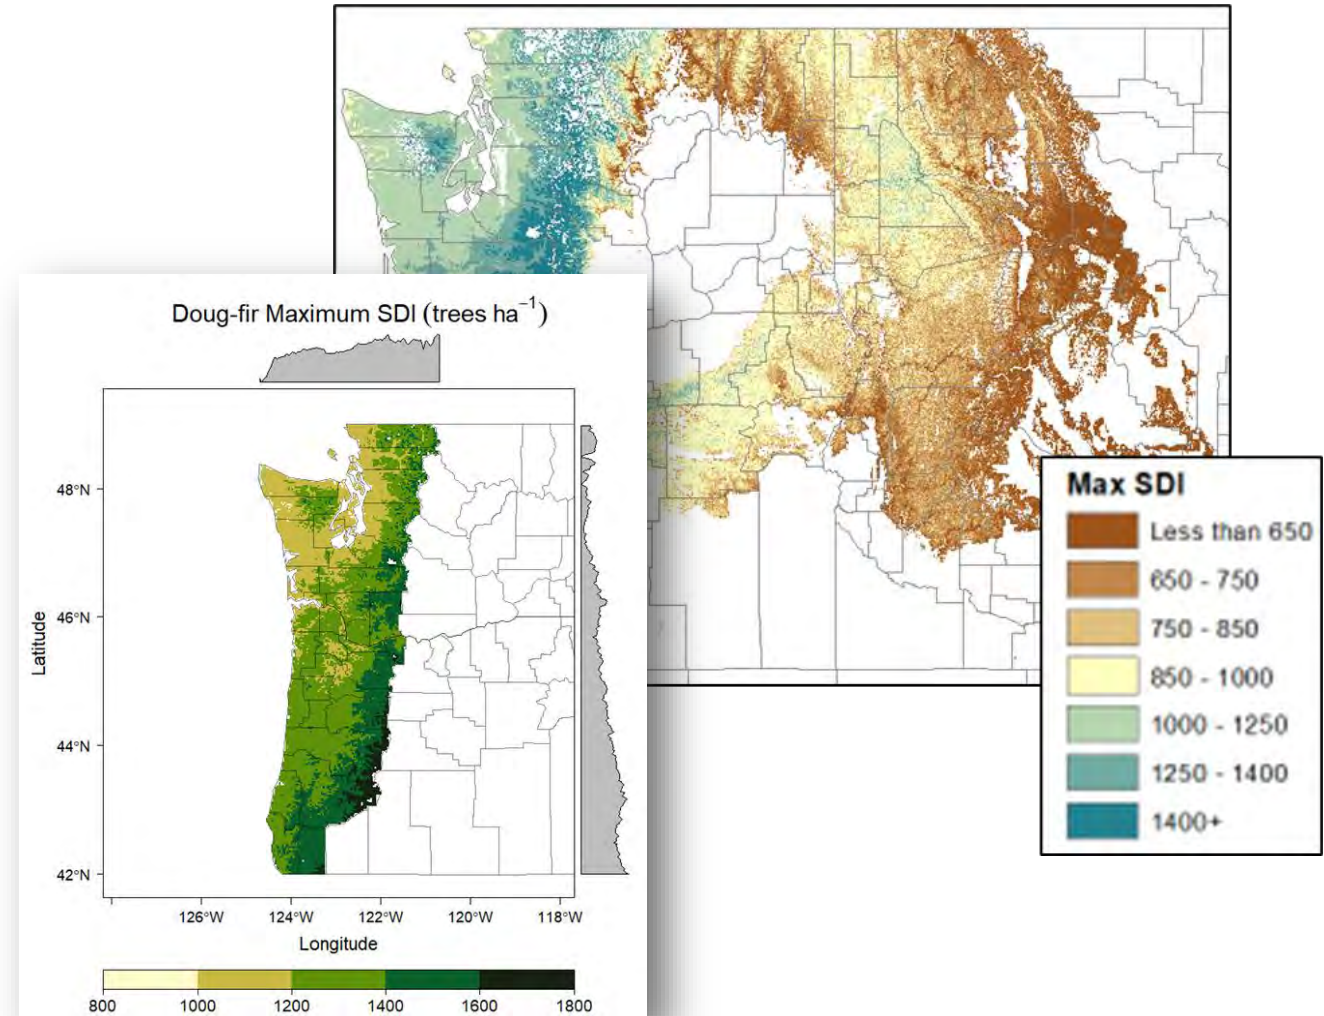 Doug-fir Maximum SDI (trees ha⁻¹)
48°N
46°N
44°N
42°N
Latitude
126°W 124°W 122°W 120°W 118°W
Longitude
800 1000 1200 1400 1600 1800
Max SDI
Less than 650
650 - 750
750 - 850
850 - 1000
1000 - 1250
1250 - 1400
1400+